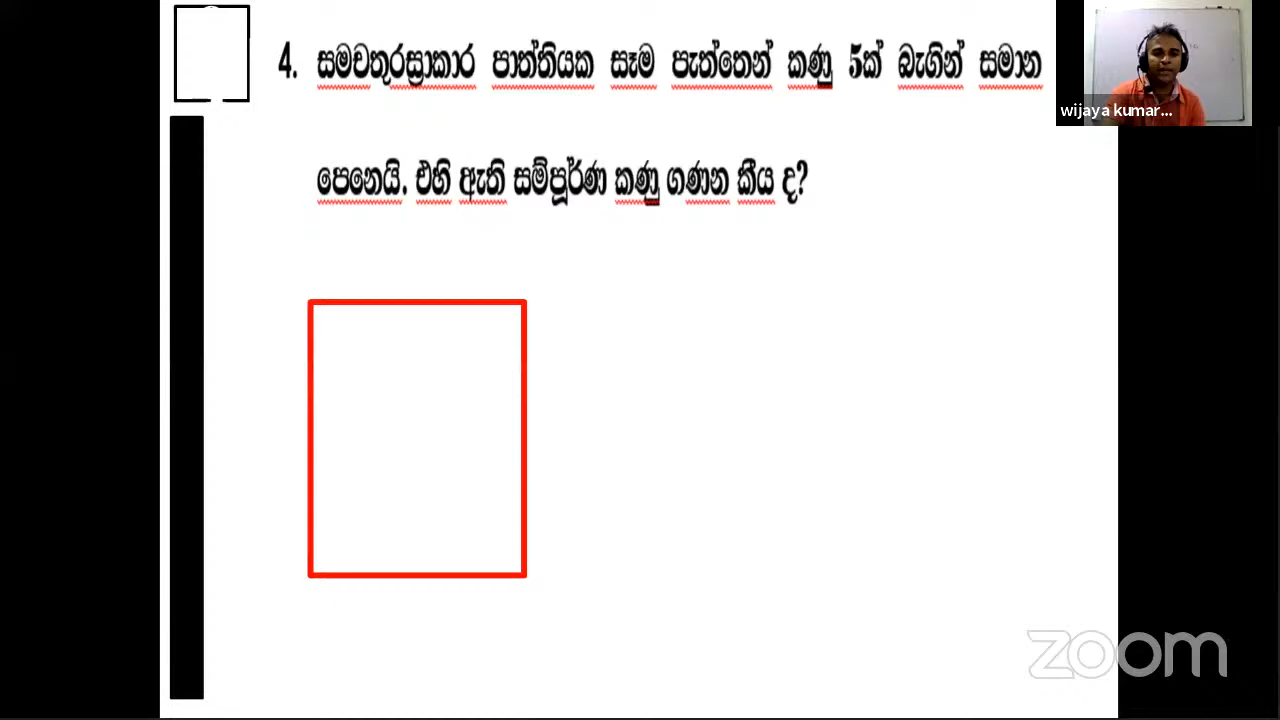 4. සමචතුරස්‍රාකාර පාත්තියක සෑම පැත්තෙන් කණු 5ක් බැගින් සමාන
පෙනෙයි. එහි ඇති සම්පූර්ණ කණු ගණන කීය ද?
wijaya kumar...
zoom